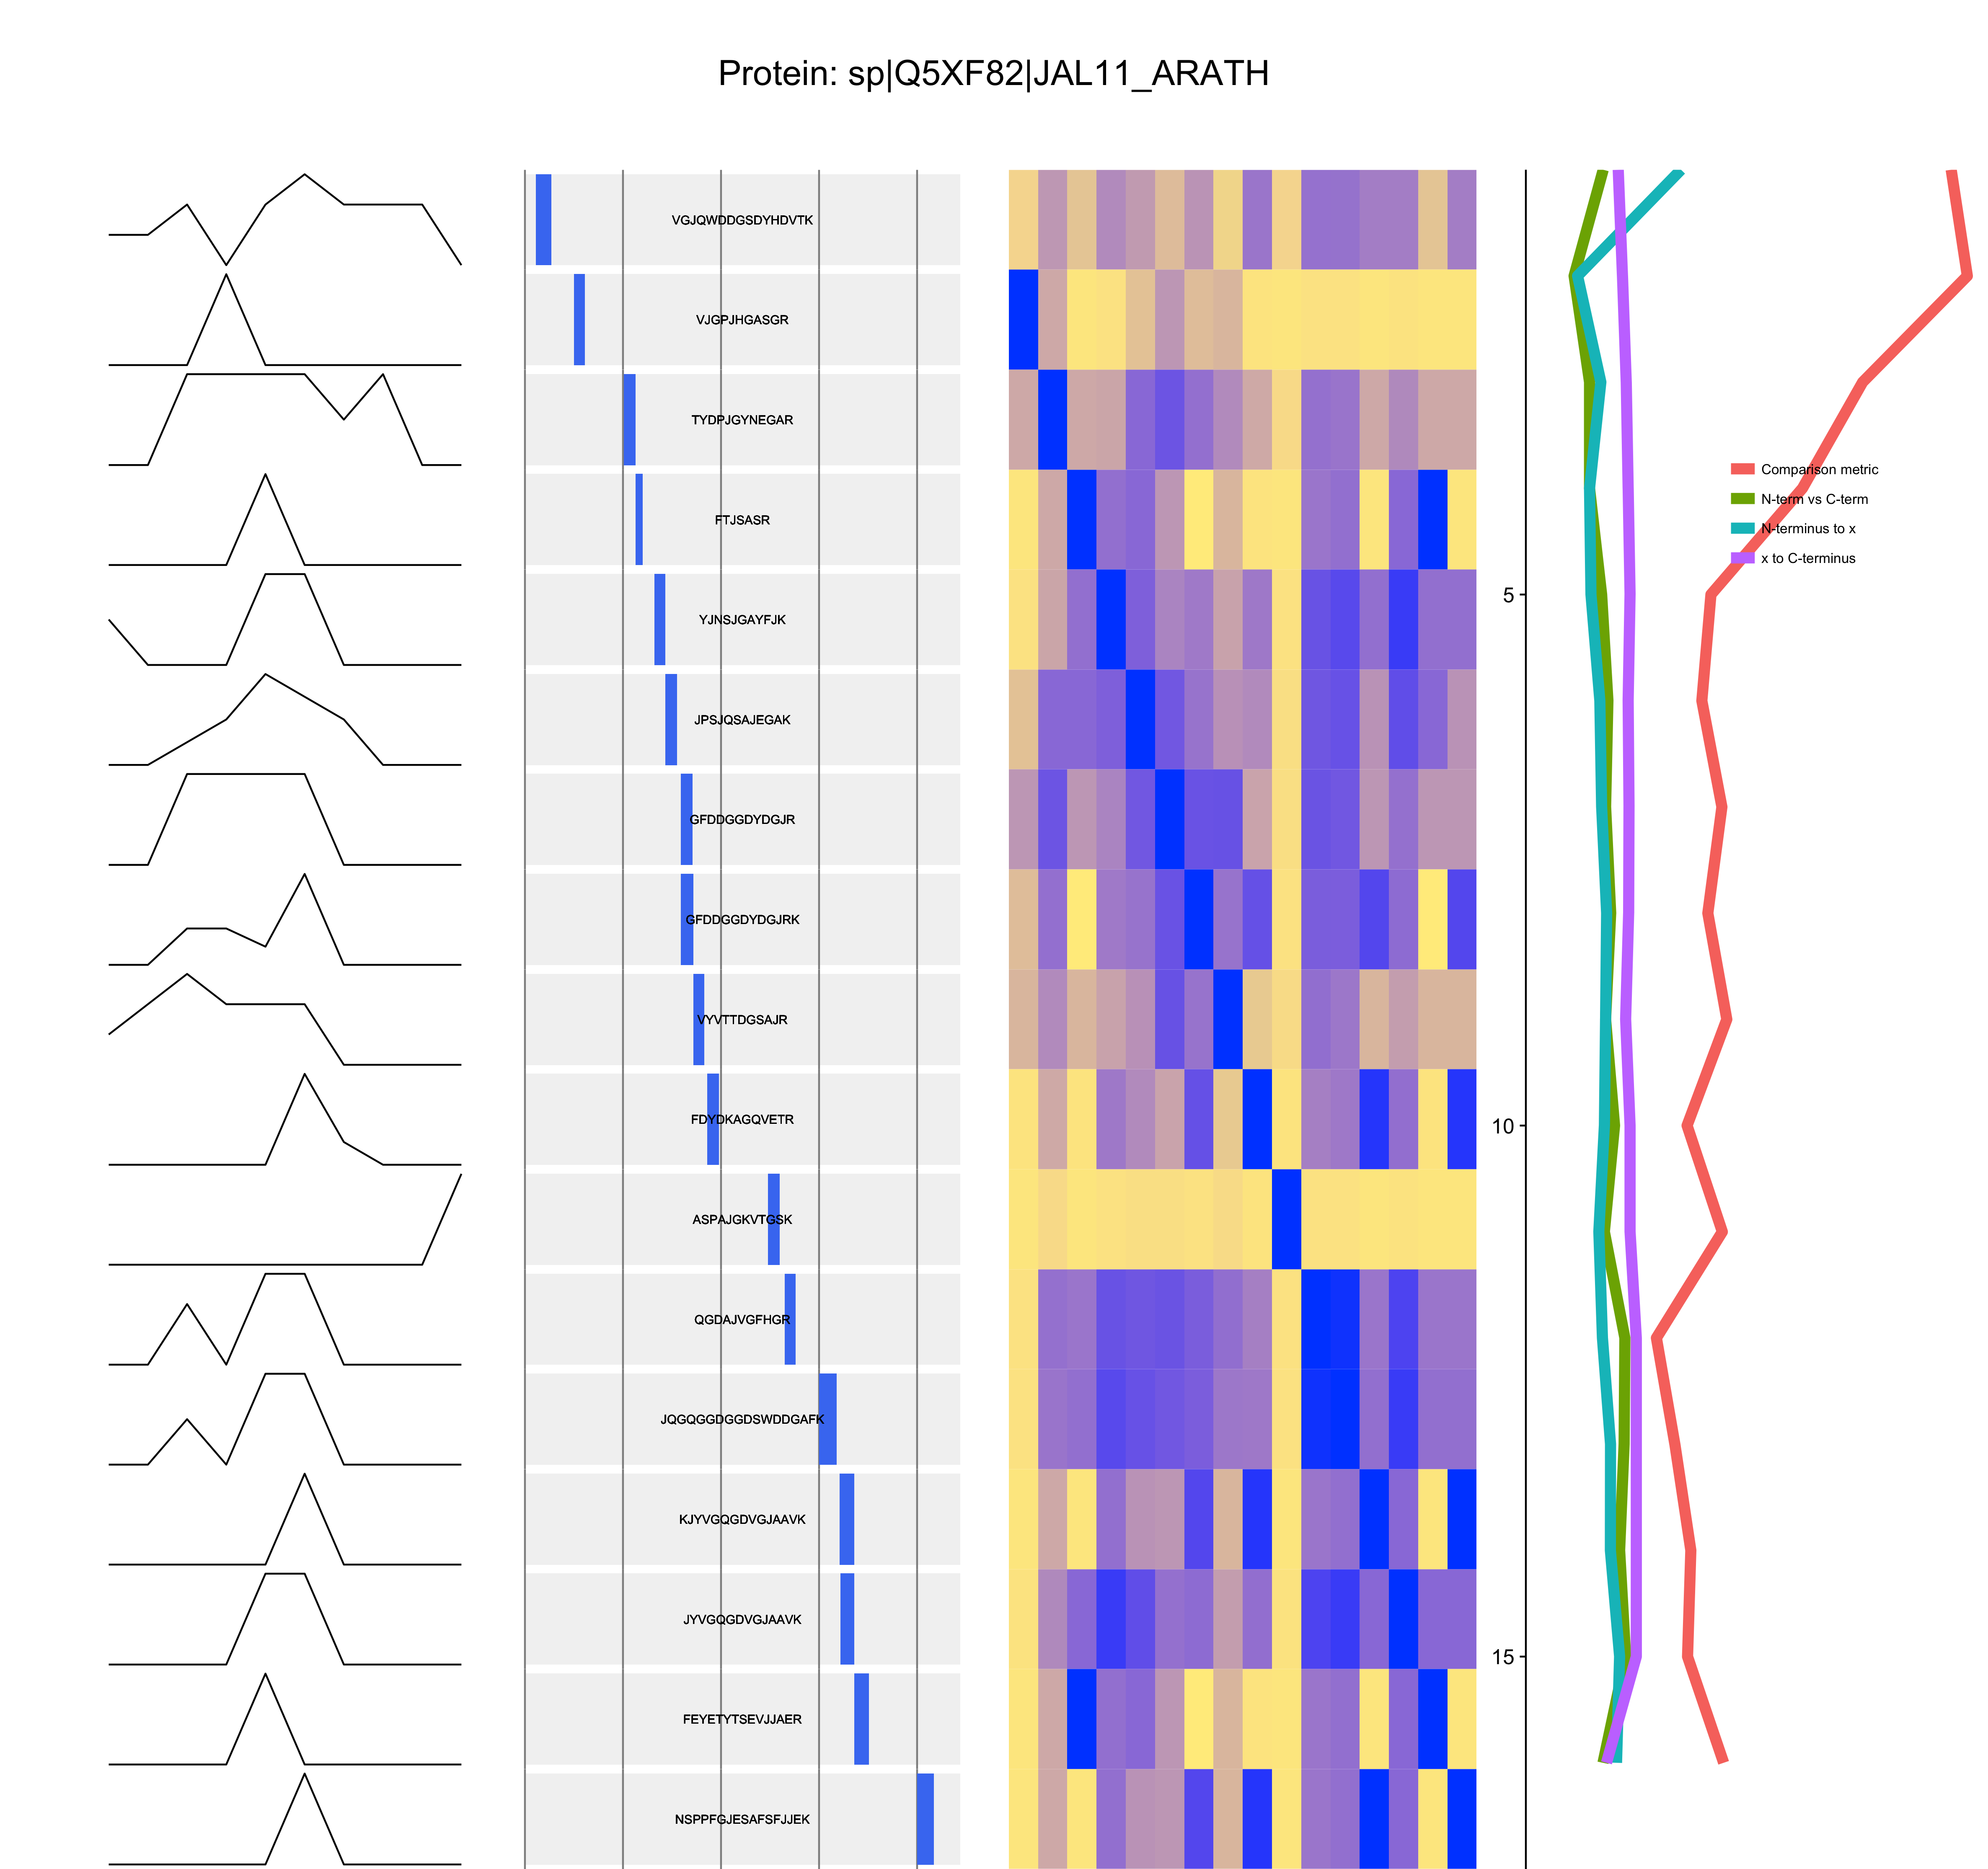 Protein: sp|Q5XF82|JAL11_ARATH
VGJQWDDGSDYHDVTK
VJGPJHGASGR
TYDPJGYNEGAR
FTJSASR
YJNSJGAYFJK
JPSJQSAJEGAK
GFDDGGDYDGJR
GFDDGGDYDGJRK
VYVTTDGSAJR
FDYDKAGQVETR
ASPAJGKVTGSK
QGDAJVGFHGR
JQGQGGDGGDSWDDGAFK
KJYVGQGDVGJAAVK
JYVGQGDVGJAAVK
FEYETYTSEVJJAER
NSPPFGJESAFSFJJEK
5
10
15
Comparison metric
N-term vs C-term
N-terminus to x
x to C-terminus